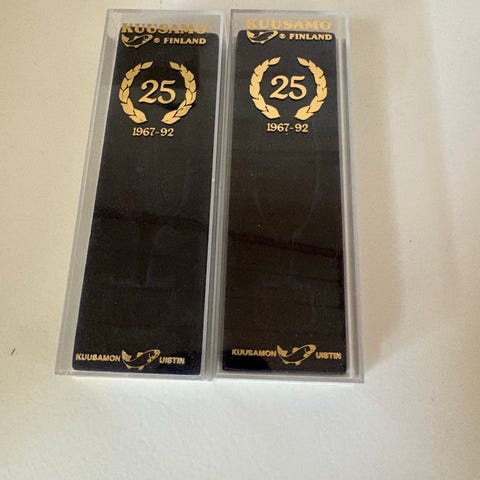 KUUSAMO
® FINLAND
25
1967-92
KUUSAMON UISTIN
KUUSAMO
® FINLAND
25
1967-92
KUUSAMON UISTIN